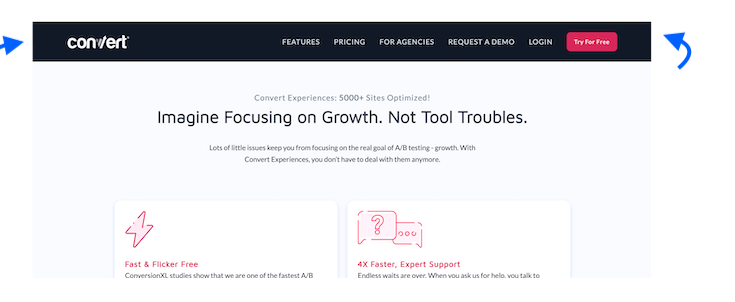 convert
FEATURES PRICING FOR AGENCIES REQUEST A DEMO LOGIN Try For Free
Convert Experiences: 5000+ Sites Optimized!
Imagine Focusing on Growth. Not Tool Troubles.
Lots of little issues keep you from focusing on the real goal of A/B testing - growth. With
Convert Experiences, you don't have to deal with them anymore.
Fast & Flicker Free
ConversionXL studies show that we are one of the fastest A/B
4X Faster, Expert Support
Endless waits are over. When you ask us for help, you talk to